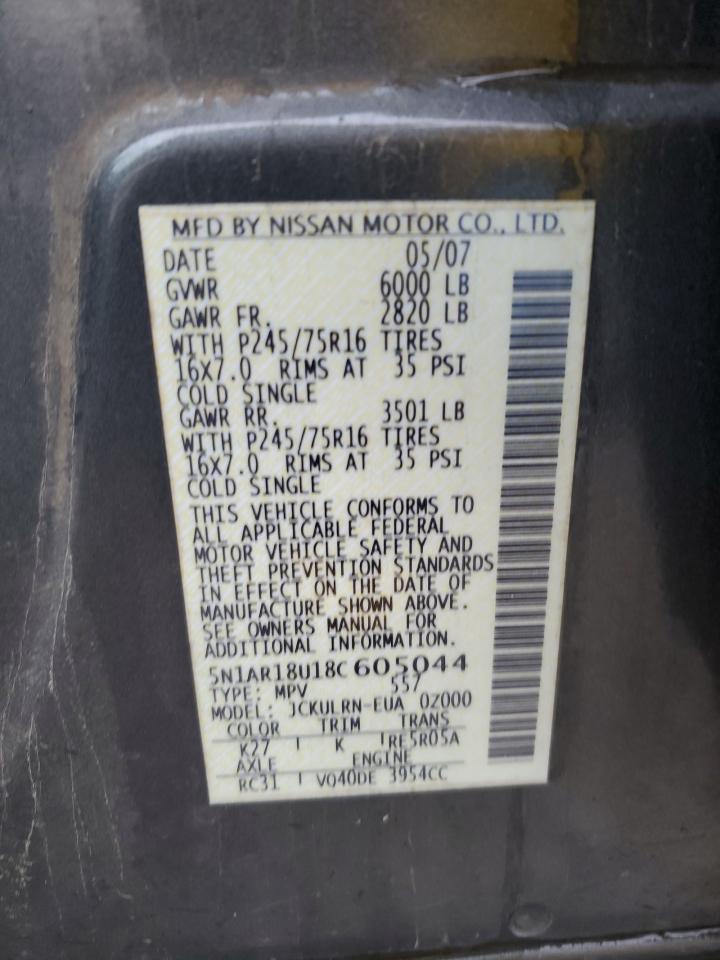 MFD BY NISSAN MOTOR CO., LTD.
DATE 05/07
GVWR 6000 LB
GAWR FR. 2820 LB
WITH P245/75R16 TIRES
16X7.0 RIMS AT 35 PSI
COLD SINGLE
GAWR RR. 3501 LB
WITH P245/75R16 TIRES
16X7.0 RIMS AT 35 PSI
COLD SINGLE
THIS VEHICLE CONFORMS TO
ALL APPLICABLE FEDERAL
MOTOR VEHICLE SAFETY AND
THEFT PREVENTION STANDARDS
IN EFFECT ON THE DATE OF
MANUFACTURE SHOWN ABOVE.
SEE OWNERS MANUAL FOR
ADDITIONAL INFORMATION.
5N1AR18U18C 605044
TYPE: MPV 557
MODEL: JCKULRN-EUA 0Z000
COLOR TRIM TRANS
K27 K RE5R05A
AXLE ENGINE
RC31 VQ40DE 3954CC